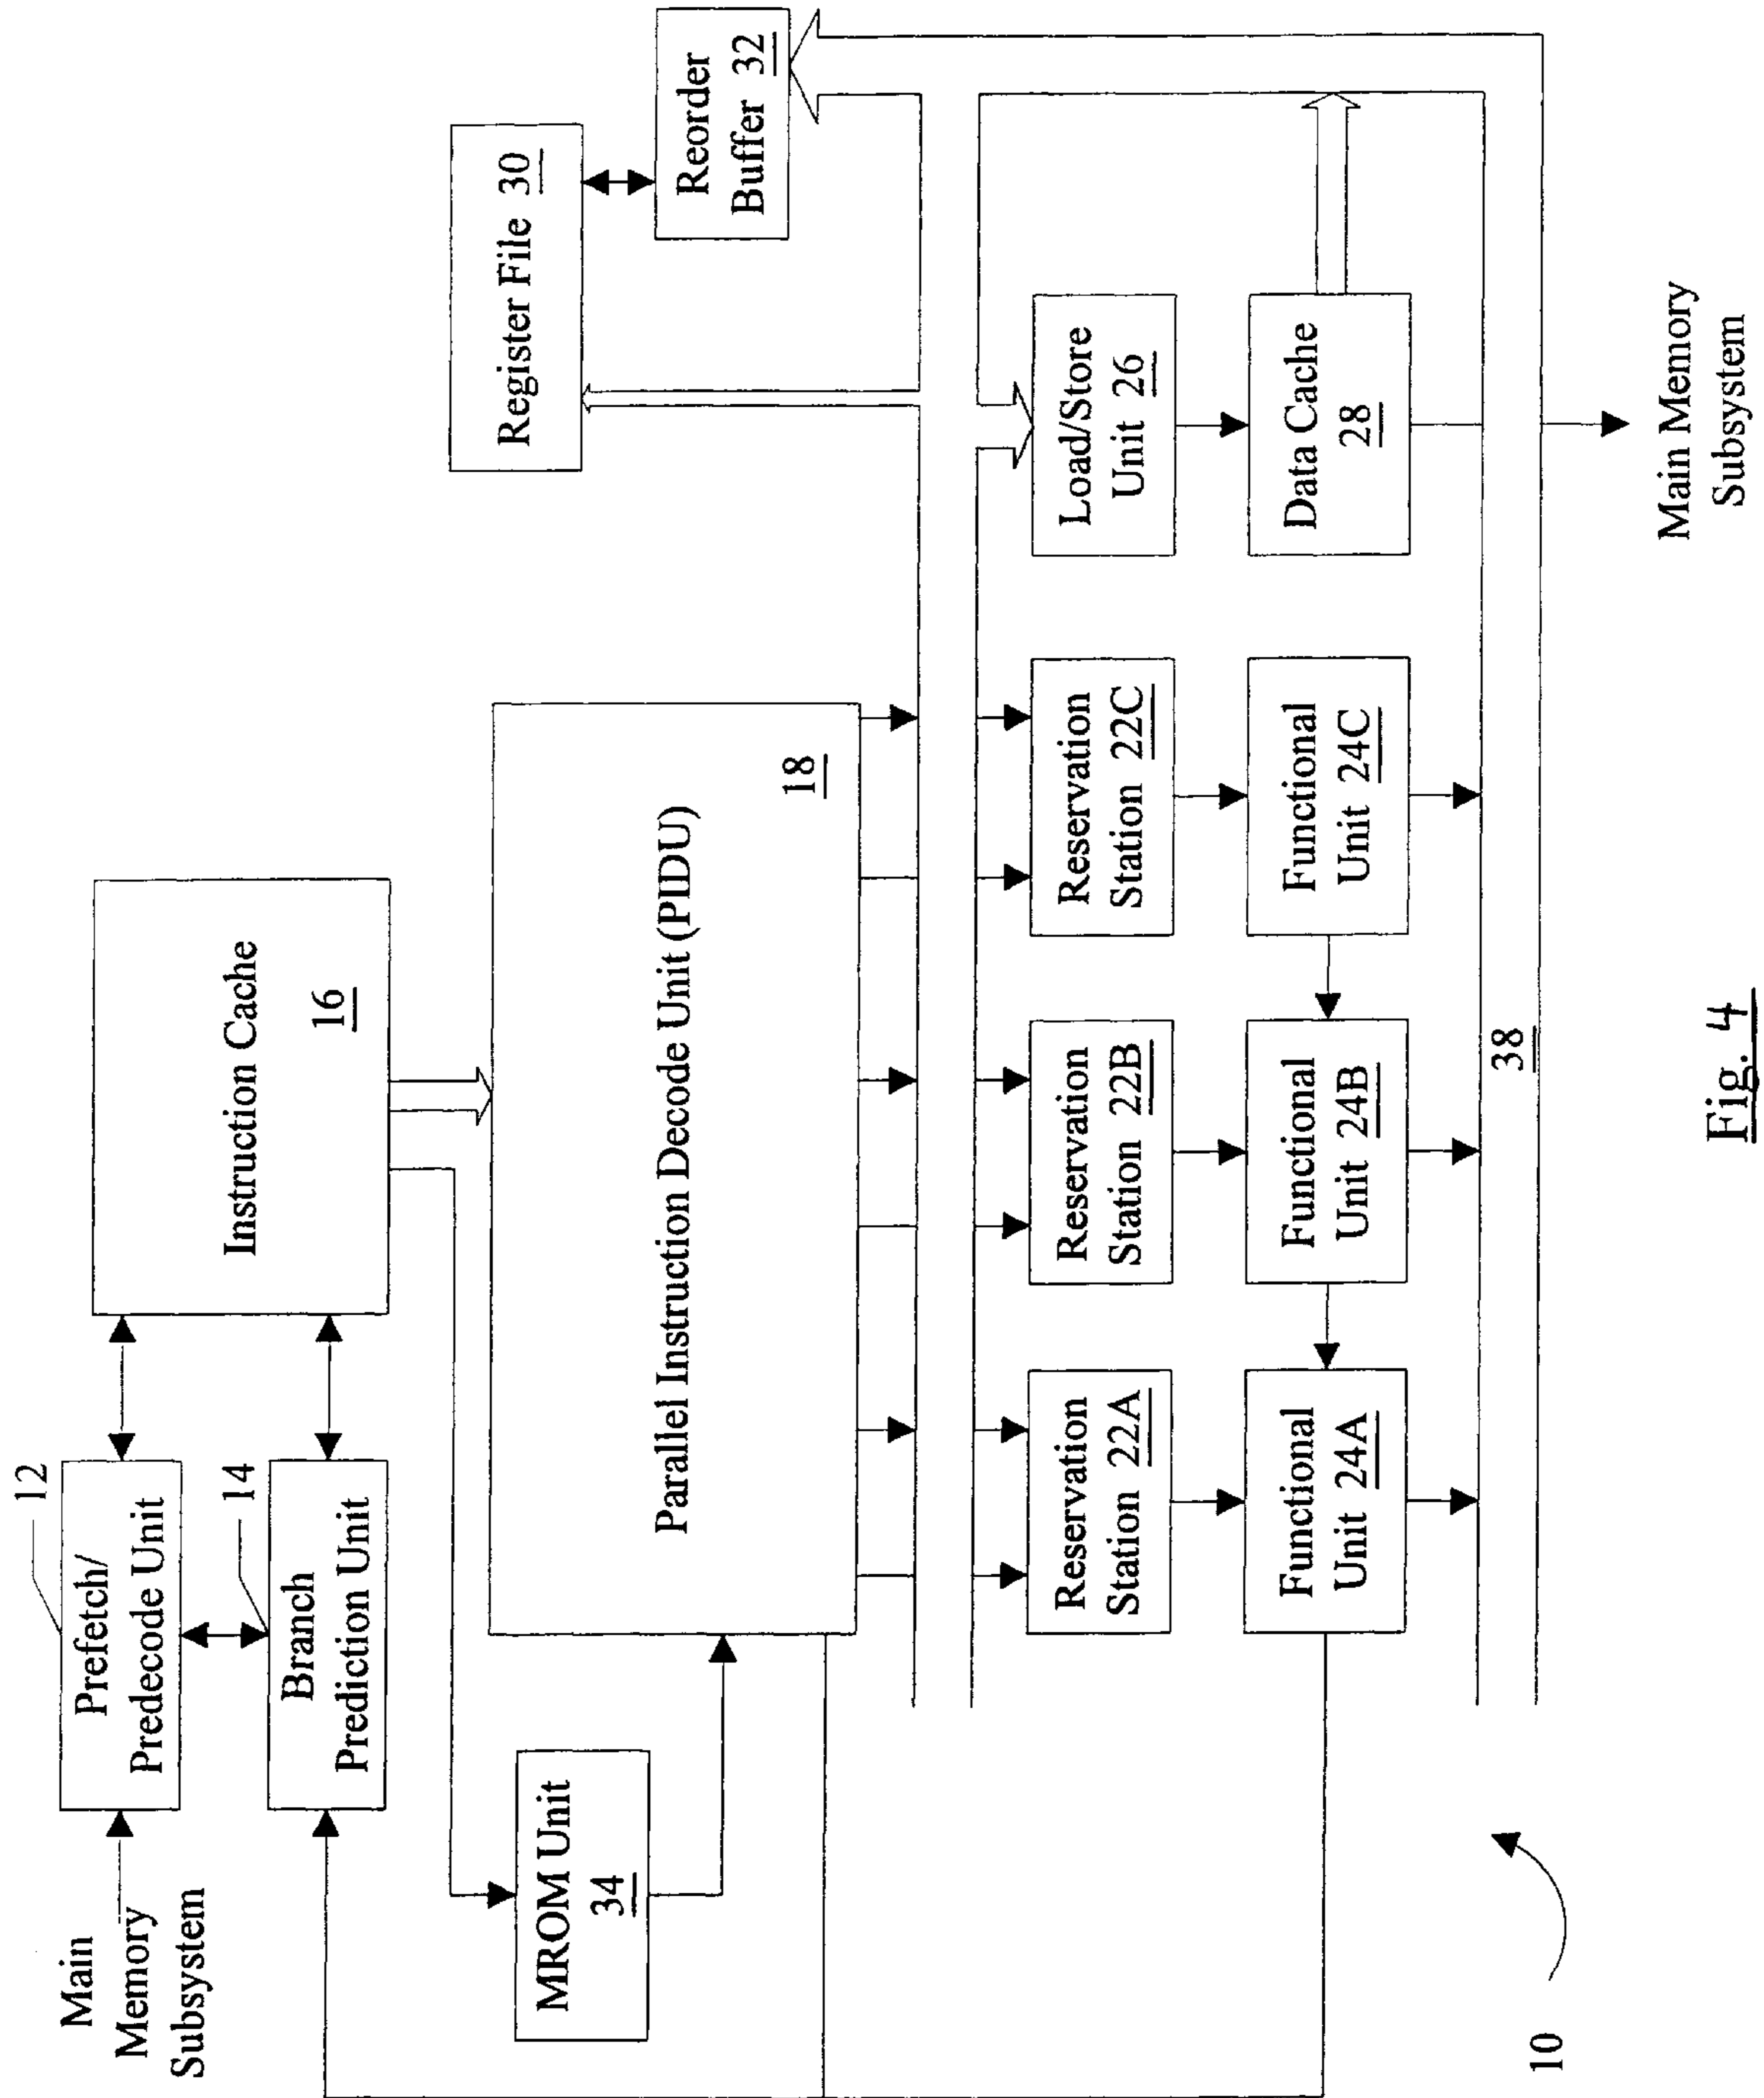 Main
Memory
Subsystem
12
Prefetch/
Predecode Unit
14
Branch
Prediction Unit
Instruction Cache
16
MROM Unit
34
Parallel Instruction Decode Unit (PIDU)
18
Register File 30
Reorder
Buffer 32
Reservation
Station 22A
Reservation
Station 22B
Reservation
Station 22C
Load/Store
Unit 26
Functional
Unit 24A
Functional
Unit 24B
Functional
Unit 24C
Data Cache
28
38
Main Memory
Subsystem
10
Fig. 4